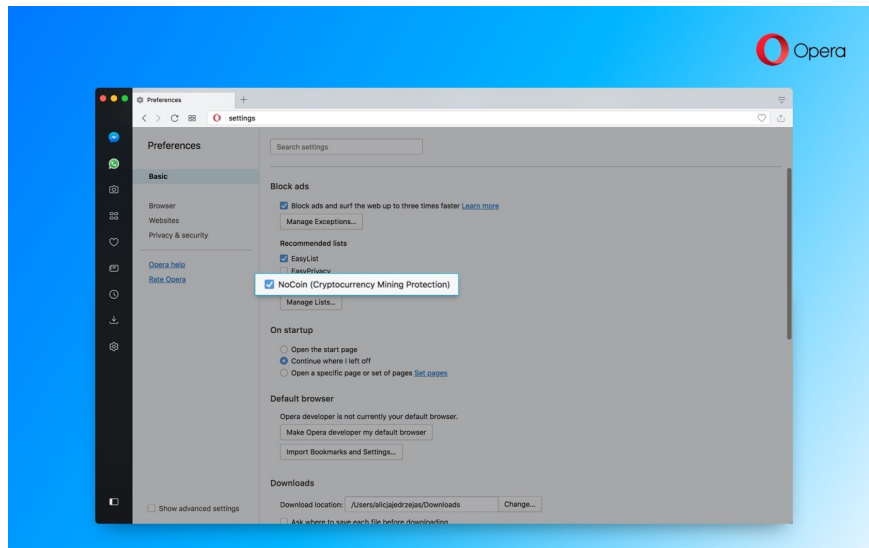 Opera
Preferences
settings
Preferences
Search settings
Basic
Block ads
Browser
Block ads and surf the web up to three times faster Learn more
Websites
Manage Exceptions...
Privacy & security
Recommended lists
EasyList
Opera help
EasyPrivacy
Rate Opera
NoCoin (Cryptocurrency Mining Protection)
Manage Lists...
On startup
Open the start page
Continue where I left off
Open a specific page or set of pages Set pages
Default browser
Opera developer is not currently your default browser.
Make Opera developer my default browser
Import Bookmarks and Settings...
Downloads
Download location: /Users/alicjajedrzejas/Downloads Change...
Show advanced settings
Ask where to save each file before downloading